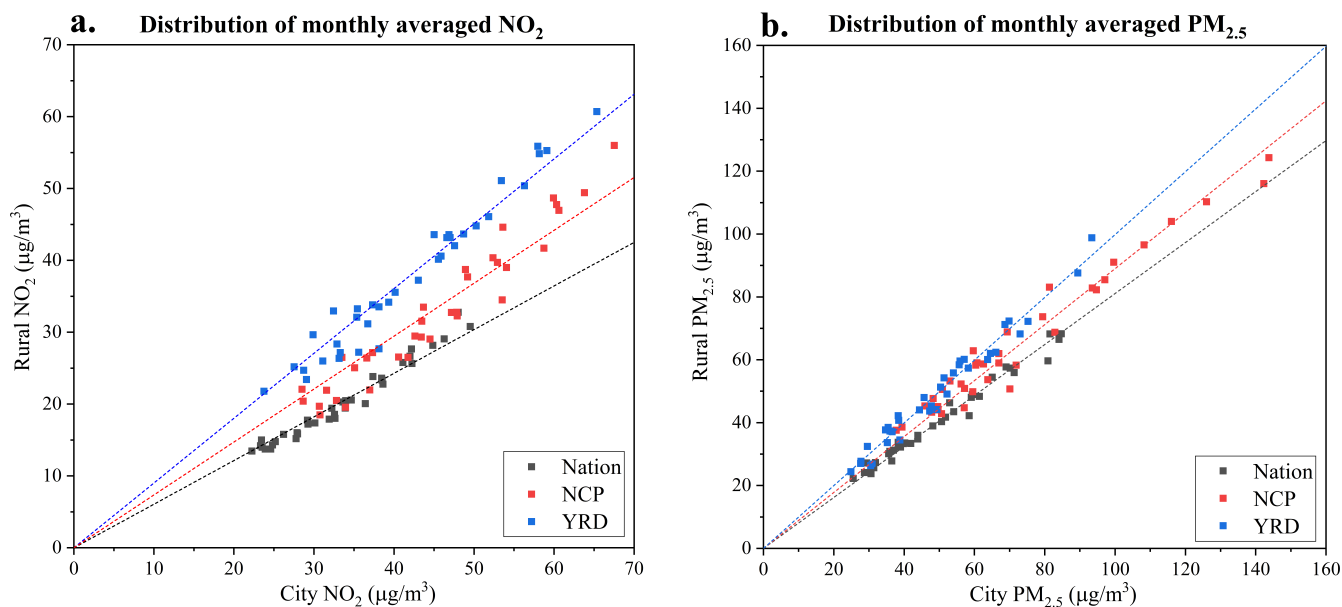 a. Distribution of monthly averaged NO₂
70
60
50
40
30
20
10
0
Rural NO₂ (μg/m³)
0 10 20 30 40 50 60 70
City NO₂ (μg/m³)
Nation
NCP
YRD
b. Distribution of monthly averaged PM₂.₅
160
140
120
100
80
60
40
20
0
Rural PM₂.₅ (μg/m³)
0 20 40 60 80 100 120 140 160
City PM₂.₅ (μg/m³)
Nation
NCP
YRD